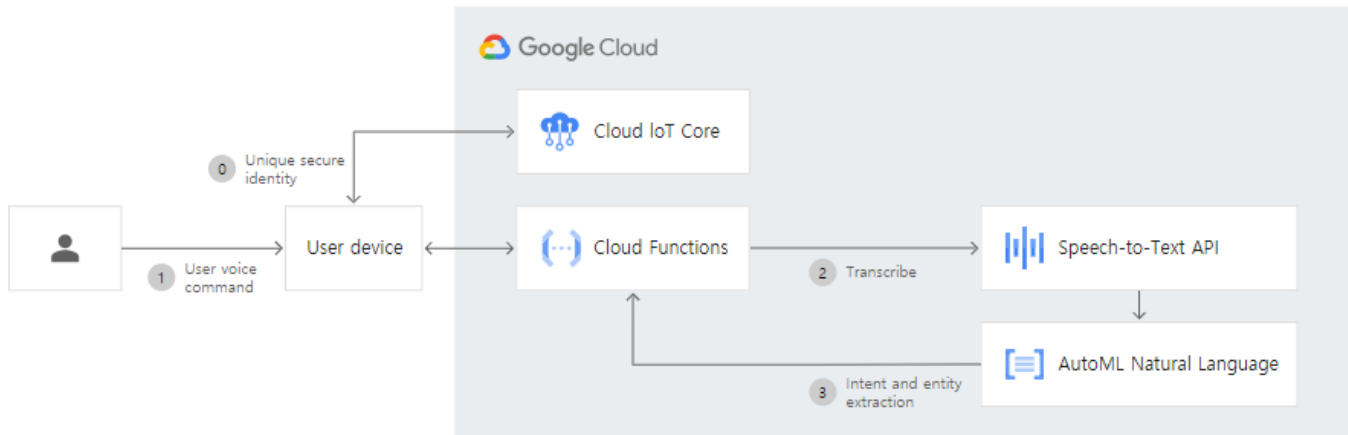 Google Cloud
Cloud IoT Core
0
Unique secure
identity
User device
Cloud Functions
Speech-to-Text API
1
User voice
command
2
Transcribe
AutoML Natural Language
3
Intent and entity
extraction